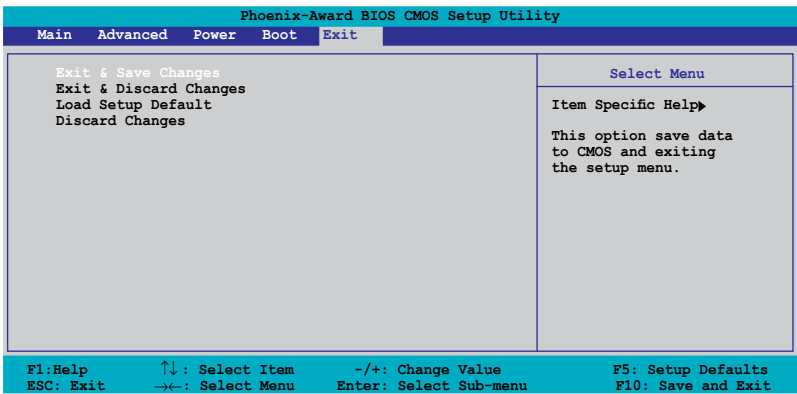 Phoenix-Award BIOS CMOS Setup Utility
Main Advanced Power Boot Exit
Exit & Save Changes
Exit & Discard Changes
Load Setup Default
Discard Changes
Select Menu
Item Specific Help▶
This option save data
to CMOS and exiting
the setup menu.
F1:Help ↑↓: Select Item -/+: Change Value F5: Setup Defaults
ESC: Exit →←: Select Menu Enter: Select Sub-menu F10: Save and Exit